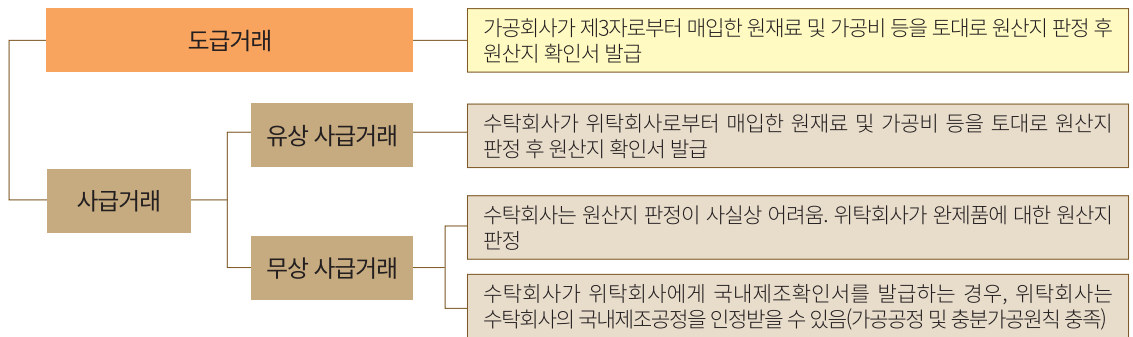 도급거래
가공회사가 제3자로부터 매입한 원재료 및 가공비 등을 토대로 원산지 판정 후
원산지 확인서 발급
유상 사급거래
수탁회사가 위탁회사로부터 매입한 원재료 및 가공비 등을 토대로 원산지
판정 후 원산지 확인서 발급
사급거래
수탁회사는 원산지 판정이 사실상 어려움. 위탁회사가 완제품에 대한 원산지
판정
무상 사급거래
수탁회사가 위탁회사에게 국내제조확인서를 발급하는 경우, 위탁회사는
수탁회사의 국내제조공정을 인정받을 수 있음(가공공정 및 충분가공원칙 충족)